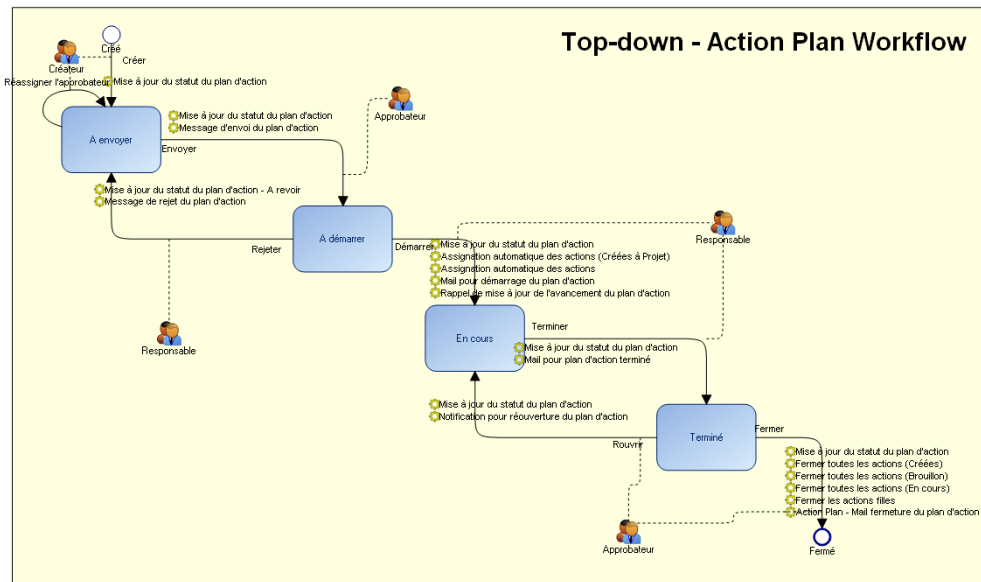 Top-down - Action Plan Workflow
Créé
Créer
Créateur
Réassigner l'approbateur
Mise à jour du statut du plan d'action
A envoyer
Mise à jour du statut du plan d'action
Message d'envoi du plan d'action
Envoyer
Approbateur
Mise à jour du statut du plan d'action - A revoir
Message de rejet du plan d'action
A démarrer
Rejeter
Démarrer
Responsable
Mise à jour du statut du plan d'action
Assignation automatique des actions (Créées à Projet)
Assignation automatique des actions
Mail pour démarrage du plan d'action
Rappel de mise à jour de l'avancement du plan d'action
Responsable
En cours
Terminer
Mise à jour du statut du plan d'action
Mail pour plan d'action terminé
Mise à jour du statut du plan d'action
Notification pour réouverture du plan d'action
Rouvrir
Terminé
Fermer
Mise à jour du statut du plan d'action
Fermer toutes les actions (Créées)
Fermer toutes les actions (Brouillon)
Fermer toutes les actions (En cours)
Fermer les actions filles
Action Plan - Mail fermeture du plan d'action
Approbateur
Fermé